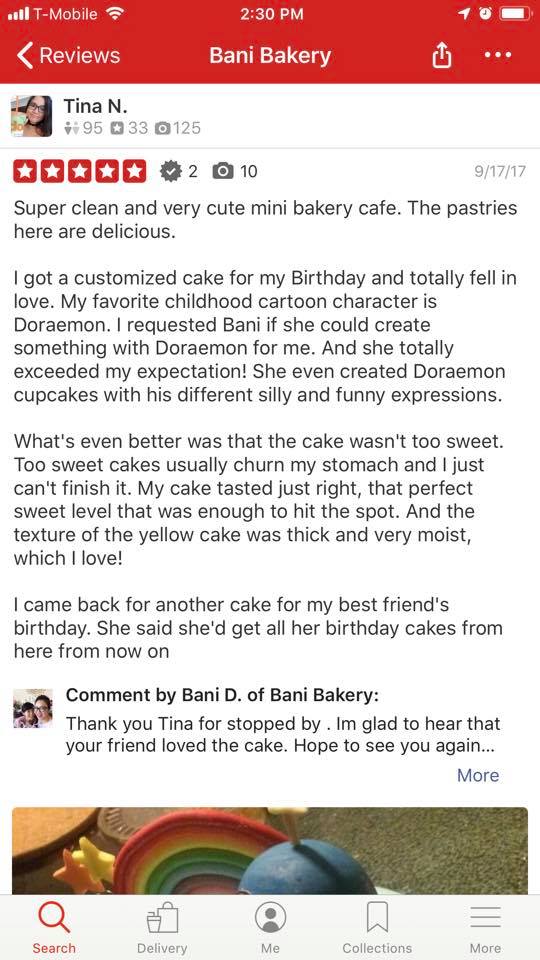 T-Mobile 2:30 PM
Reviews Bani Bakery
Tina N.
95 33 125
2 10 9/17/17
Super clean and very cute mini bakery cafe. The pastries
here are delicious.
I got a customized cake for my Birthday and totally fell in
love. My favorite childhood cartoon character is
Doraemon. I requested Bani if she could create
something with Doraemon for me. And she totally
exceeded my expectation! She even created Doraemon
cupcakes with his different silly and funny expressions.
What's even better was that the cake wasn't too sweet.
Too sweet cakes usually churn my stomach and I just
can't finish it. My cake tasted just right, that perfect
sweet level that was enough to hit the spot. And the
texture of the yellow cake was thick and very moist,
which I love!
I came back for another cake for my best friend's
birthday. She said she'd get all her birthday cakes from
here from now on
Comment by Bani D. of Bani Bakery:
Thank you Tina for stopped by . Im glad to hear that
your friend loved the cake. Hope to see you again...
More
Search Delivery Me Collections More